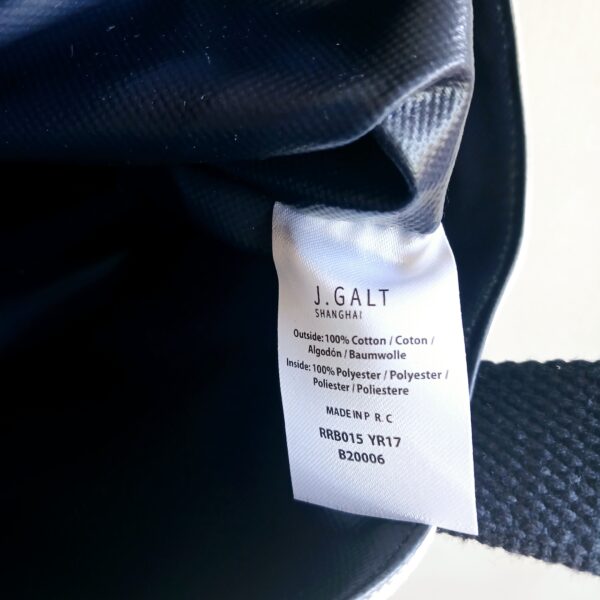 J.GALT
SHANGHAI
Outside: 100% Cotton / Coton /
Algodón / Baumwolle
Inside: 100% Polyester / Polyester /
Poliester / Poliestere
MADE IN P R. C
RRB015 YR17
B20006